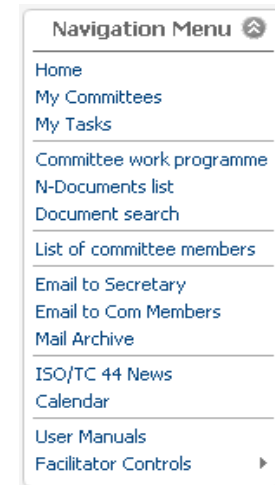 Navigation Menu
Home
My Committees
My Tasks
Committee work programme
N-Documents list
Document search
List of committee members
Email to Secretary
Email to Com Members
Mail Archive
ISO/TC 44 News
Calendar
User Manuals
Facilitator Controls